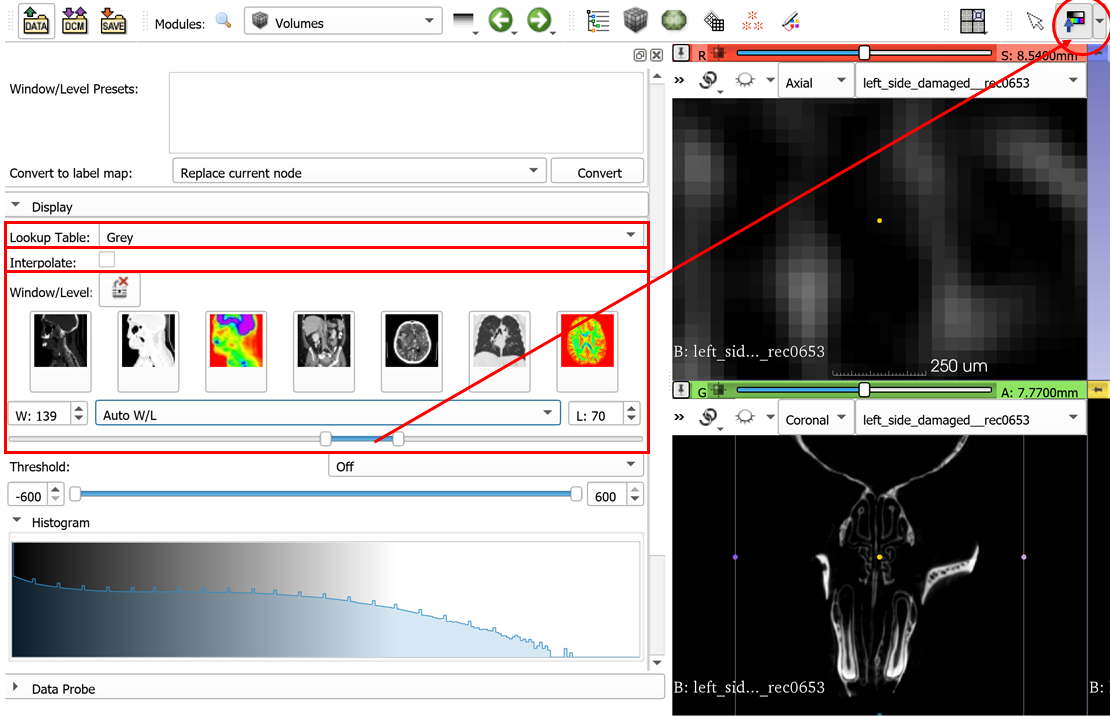 DATA
DCM
SAVE
Modules:
Volumes
R
S: 8.5400mm
Axial
left_side_damaged__rec0653
Window/Level Presets:
Convert to label map:
Replace current node
Convert
Display
Lookup Table:
Grey
Interpolate:
Window/Level:
B: left_sid..._rec0653
250 um
G
A: 7.7700mm
W: 139
Auto W/L
L: 70
Coronal
left_side_damaged__rec0653
Threshold:
Off
-600
600
Histogram
B: left_sid..._rec0653
B:
Data Probe